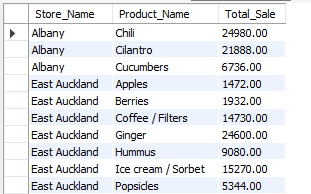 Store_Name Product_Name Total_Sale
Albany Chili 24980.00
Albany Cilantro 21888.00
Albany Cucumbers 6736.00
East Auckland Apples 1472.00
East Auckland Berries 1932.00
East Auckland Coffee / Filters 14730.00
East Auckland Ginger 24600.00
East Auckland Hummus 9080.00
East Auckland Ice cream / Sorbet 15270.00
East Auckland Popsicles 5344.00